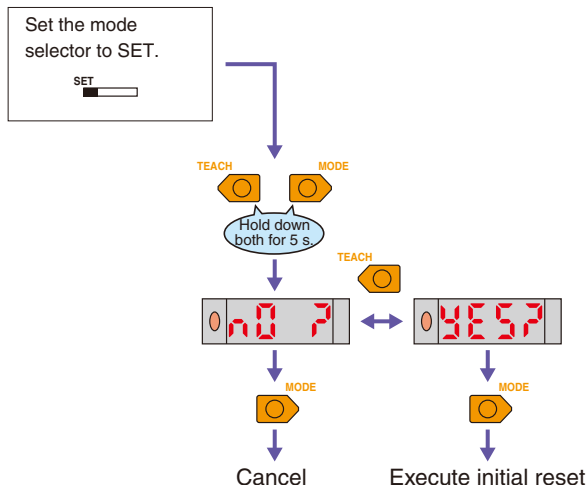 Set the mode
selector to SET.
SET
TEACH
MODE
Hold down
both for 5 s.
TEACH
nO ?
YES?
MODE
MODE
Cancel
Execute initial reset